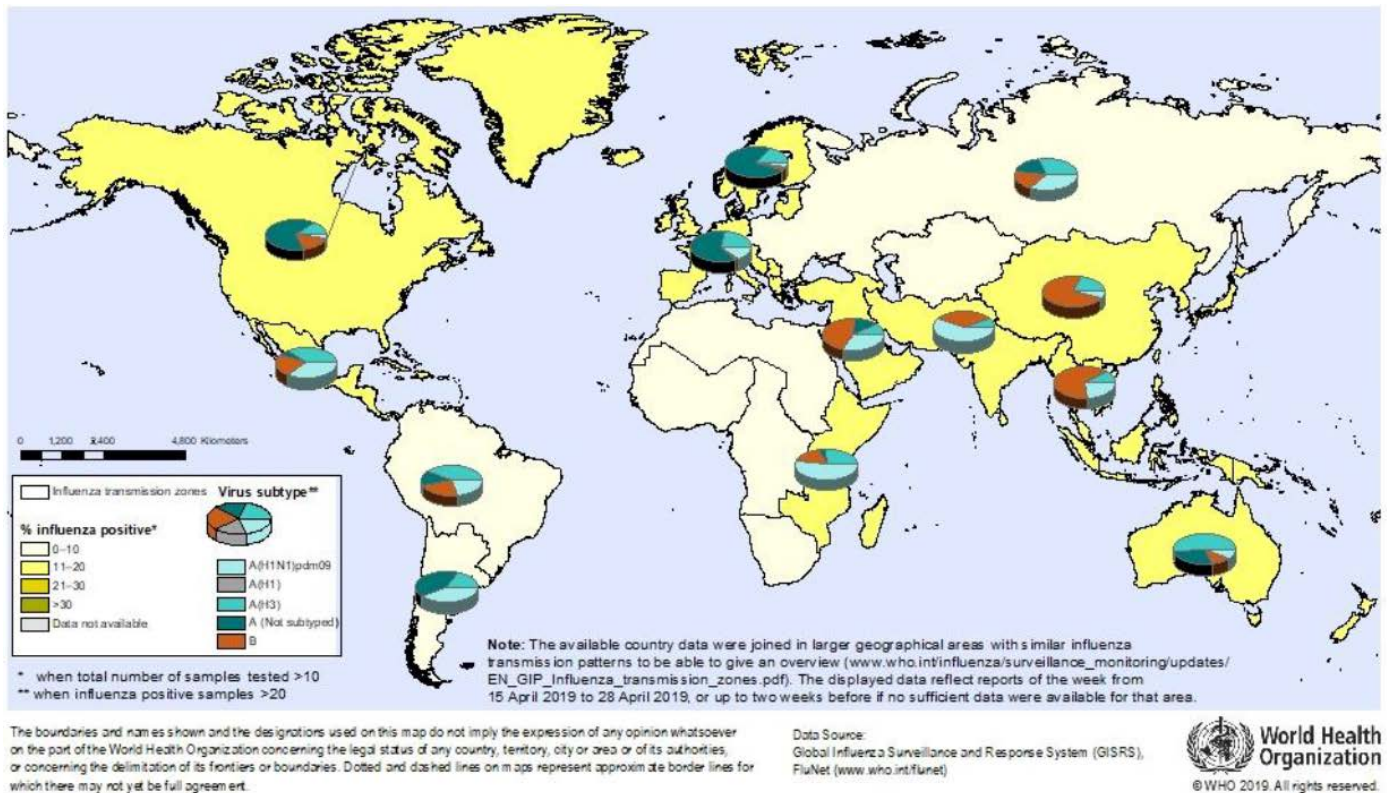 0 1,200 2,400 4,800 Kilometers
Influenza transmission zones
% influenza positive*
0–10
11–20
21–30
>30
Data not available
Virus subtype**
A(H1N1)pdm09
A(H1)
A(H3)
A (Not subtyped)
B
* when total number of samples tested >10
** when influenza positive samples >20
Note: The available country data were joined in larger geographical areas with similar influenza
transmission patterns to be able to give an overview (www.who.int/influenza/surveillance_monitoring/updates/
EN_GIP_Influenza_transmission_zones.pdf). The displayed data reflect reports of the week from
15 April 2019 to 28 April 2019, or up to two weeks before if no sufficient data were available for that area.
The boundaries and names shown and the designations used on this map do not imply the expression of any opinion whatsoever
on the part of the World Health Organization concerning the legal status of any country, territory, city or area or of its authorities,
or concerning the delimitation of its frontiers or boundaries. Dotted and dashed lines on maps represent approximate border lines for
which there may not yet be full agreement.
Data Source:
Global Influenza Surveillance and Response System (GISRS),
FluNet (www.who.int/flunet)
World Health
Organization
© WHO 2019. All rights reserved.